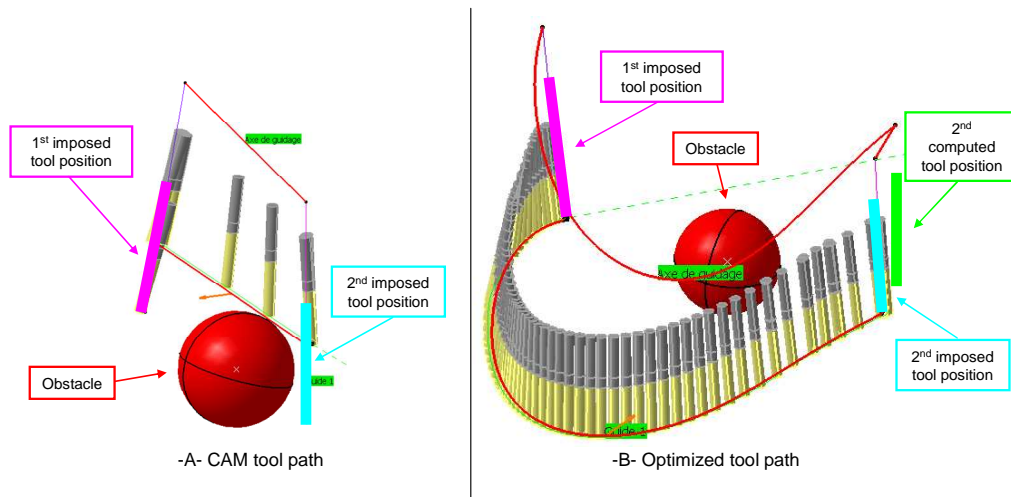 1st imposed
tool position
Axe de guidage
2nd imposed
tool position
Obstacle
uide 1
-A- CAM tool path
1st imposed
tool position
Obstacle
2nd
computed
tool position
Axe de guidage
2nd imposed
tool position
Guide 1
-B- Optimized tool path